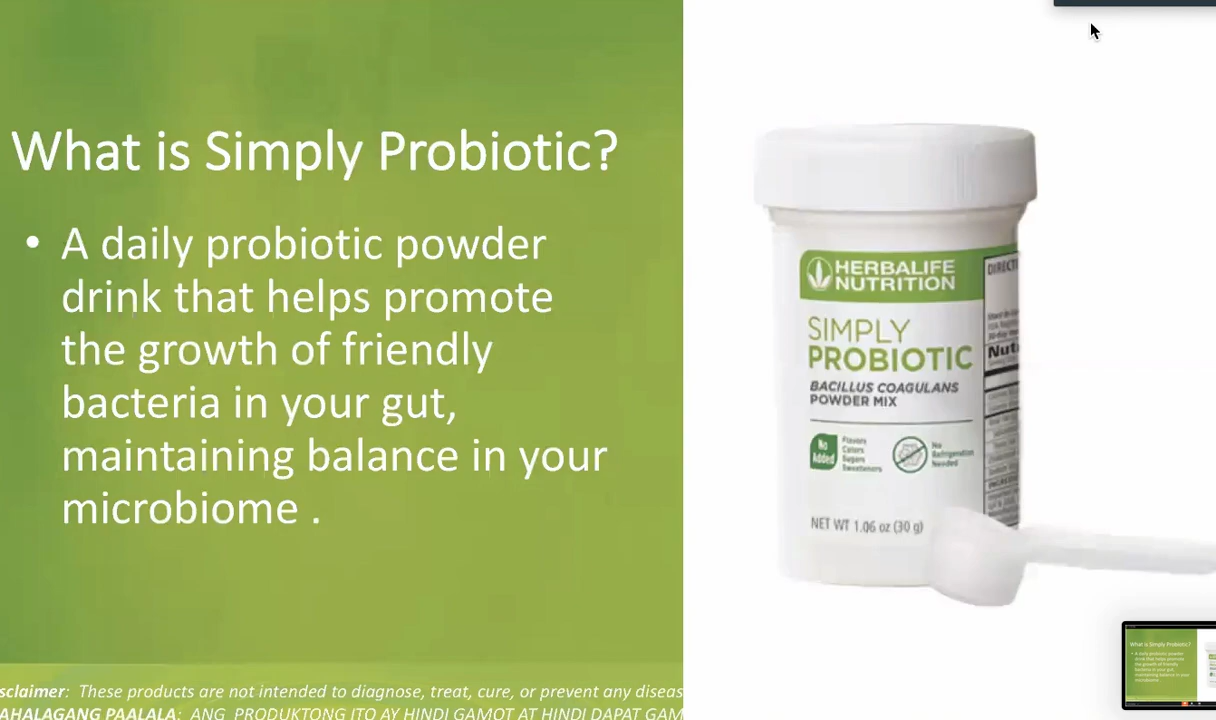 What is Simply Probiotic?
• A daily probiotic powder
drink that helps promote
the growth of friendly
bacteria in your gut,
maintaining balance in your
microbiome .
HERBALIFE
NUTRITION
SIMPLY
PROBIOTIC
BACILLUS COAGULANS
POWDER MIX
No
Added
Flavors
Colors
Sugars
Sweeteners
No
Refrigeration
Needed
NET WT 1.06 oz (30 g)
DIRECTI
Nut
sclaimer: These products are not intended to diagnose, treat, cure, or prevent any diseas
AHALAGANG PAALALA: ANG PRODUKTONG ITO AY HINDI GAMOT AT HINDI DAPAT GAM